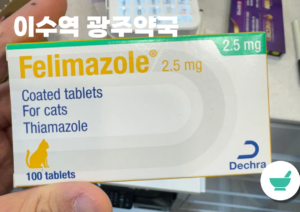 이수역 광주약국
2.5 mg
Felimazole® 2.5 mg
Coated tablets
For cats
Thiamazole
100 tablets
Dechra